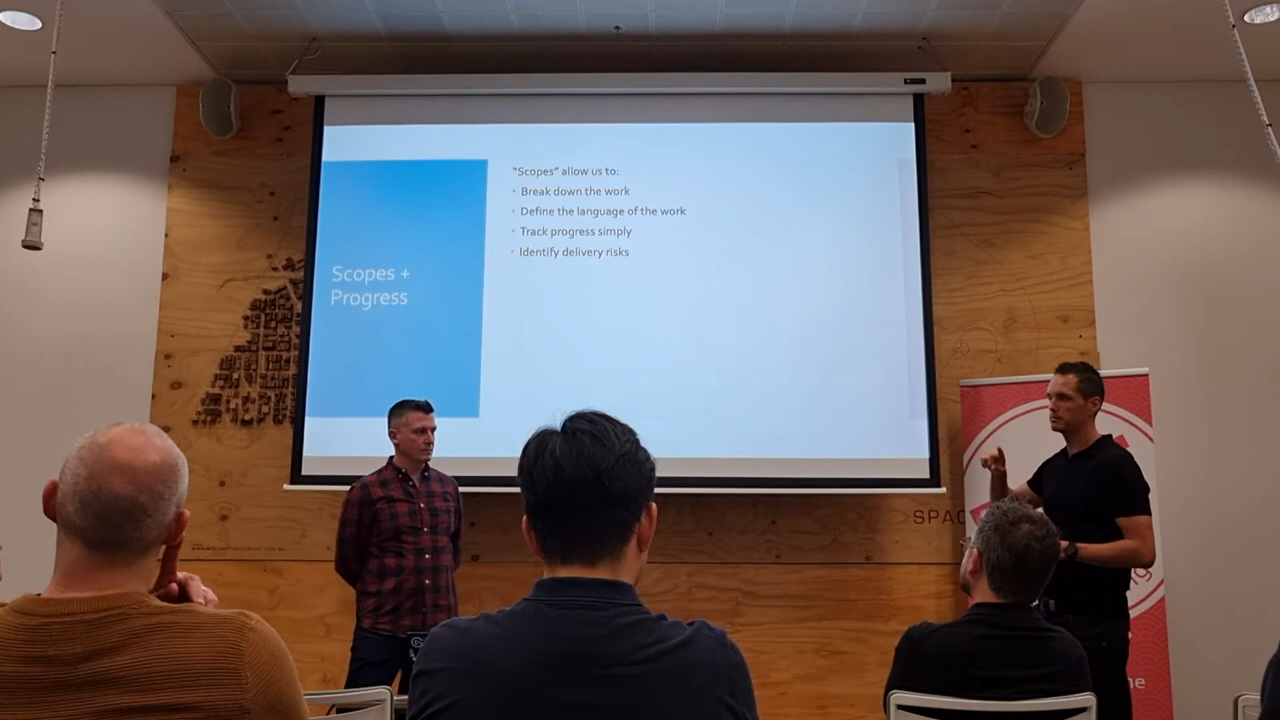 Scopes +
Progress
“Scopes” allow us to:
• Break down the work
• Define the language of the work
• Track progress simply
• Identify delivery risks
SPAC